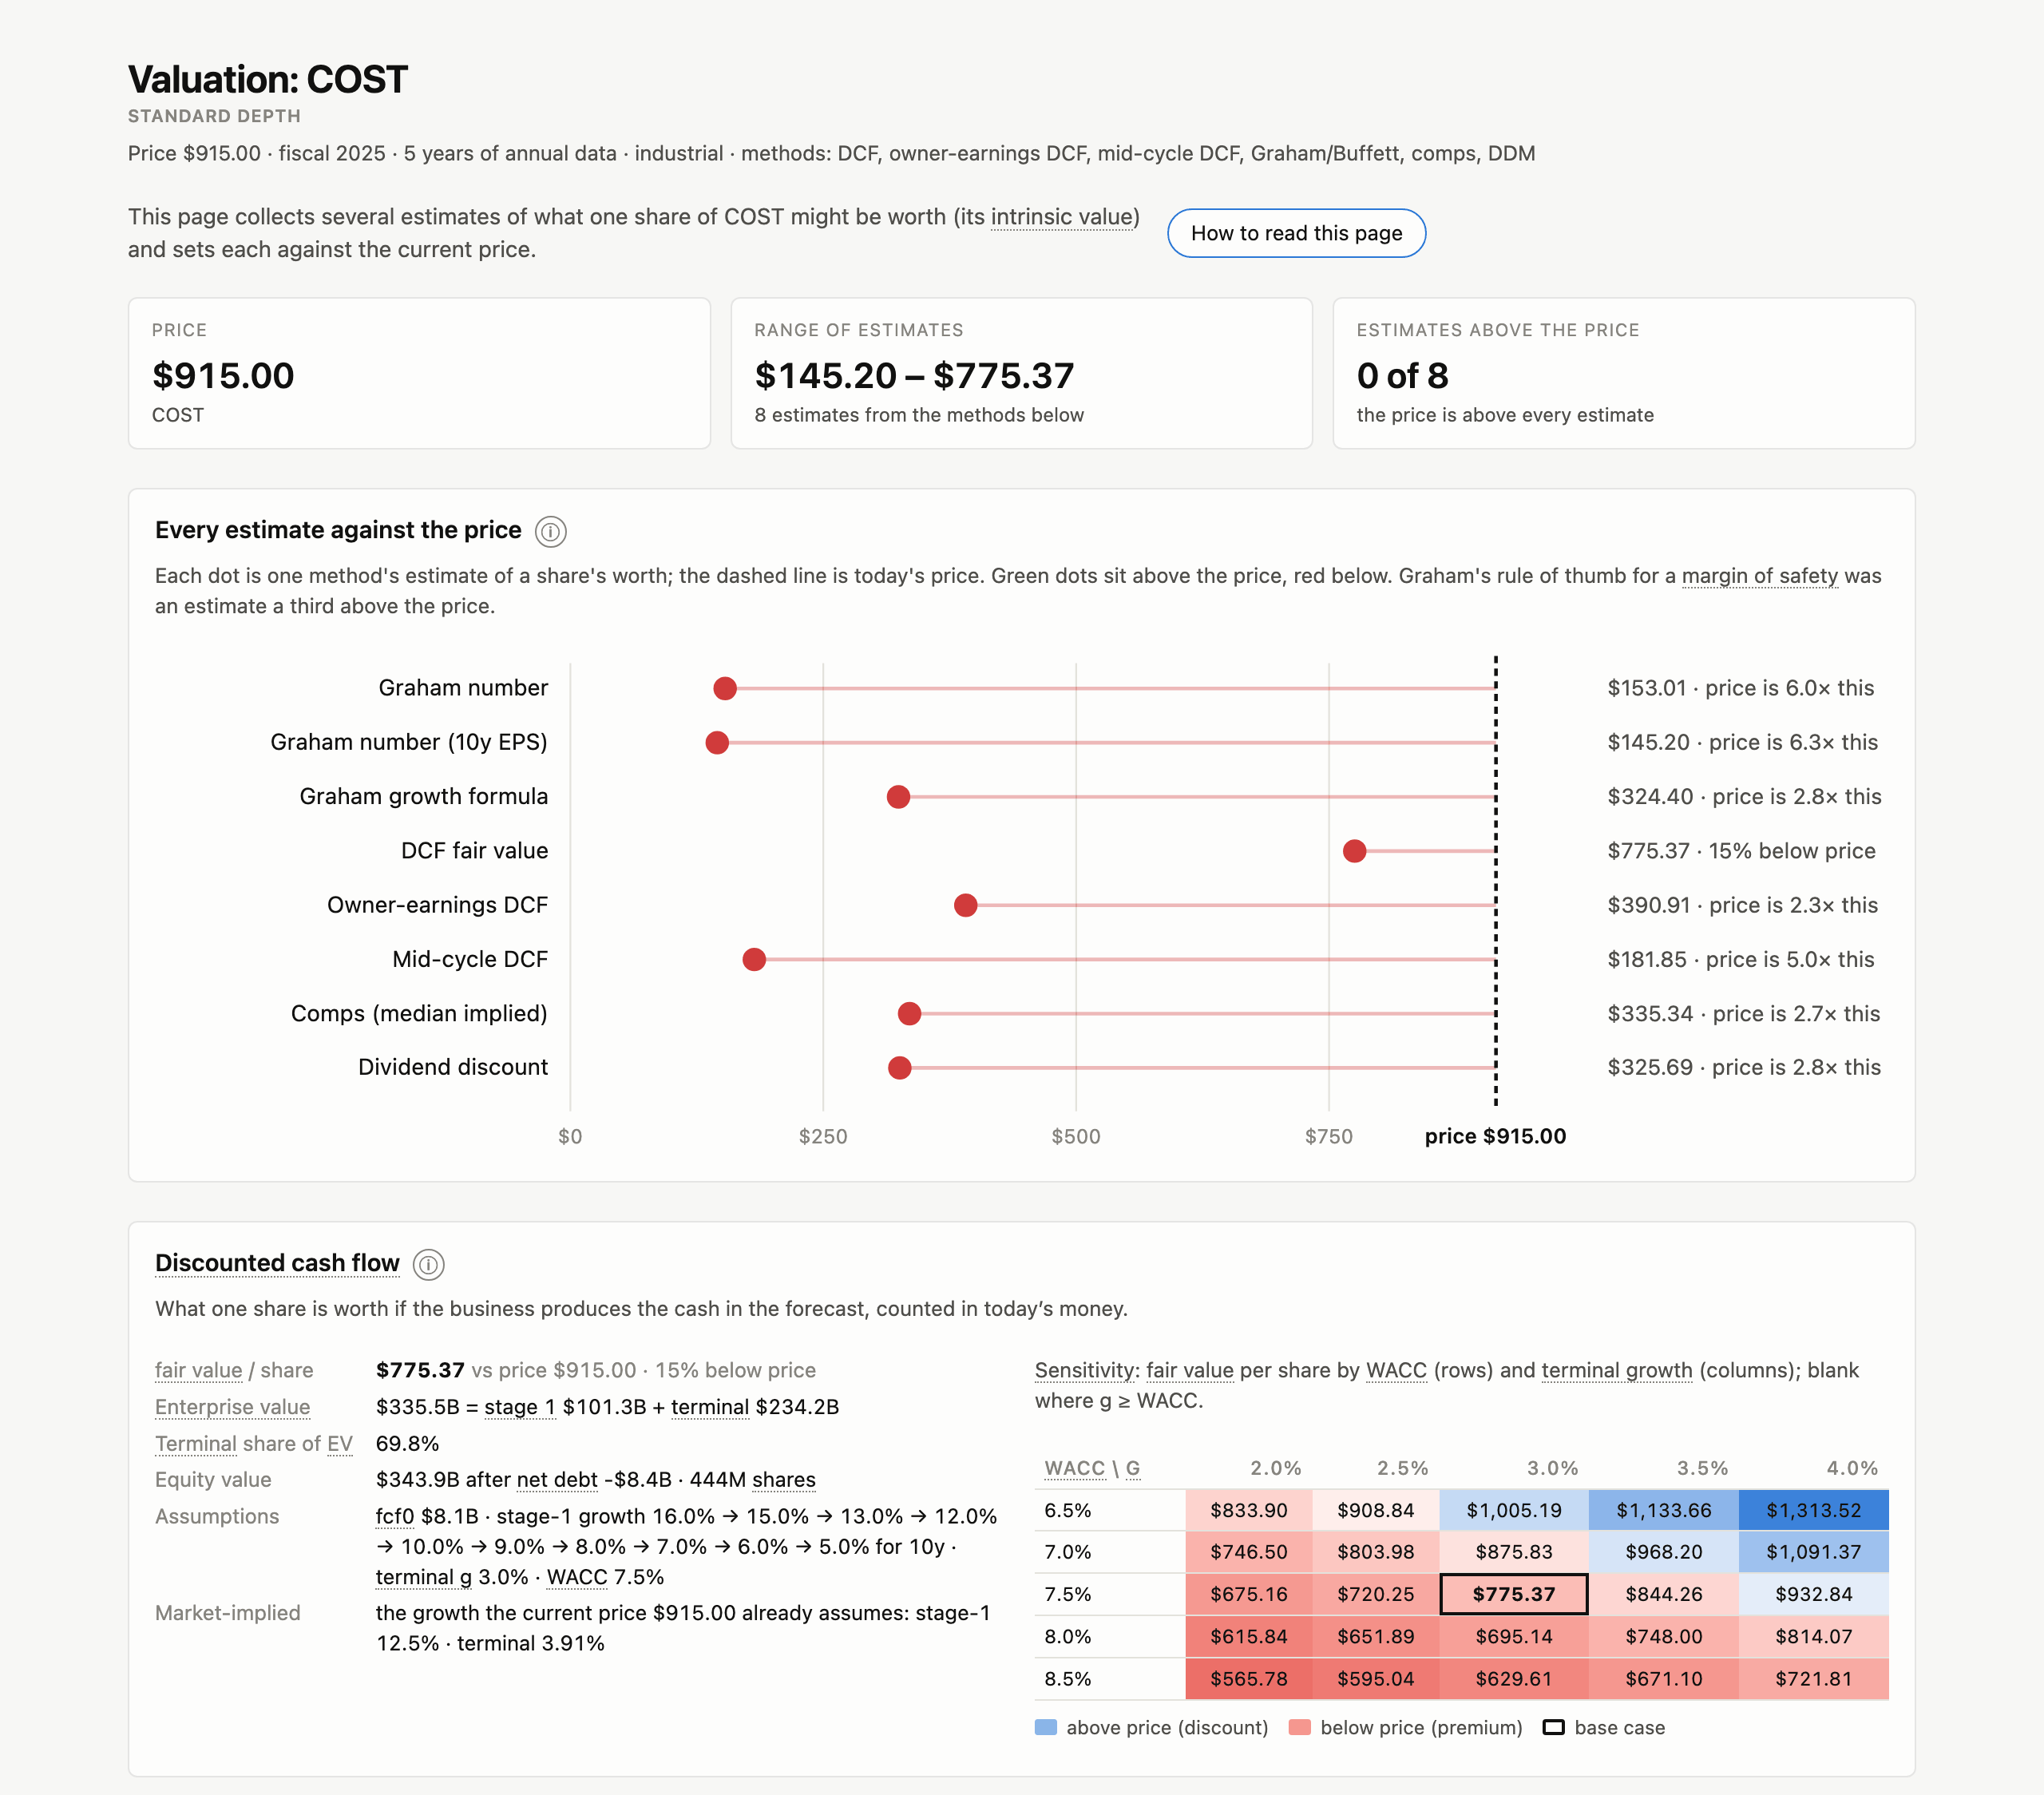 Valuation: COST
STANDARD DEPTH
Price $915.00 · fiscal 2025 · 5 years of annual data · industrial · methods: DCF, owner-earnings DCF, mid-cycle DCF, Graham/Buffett, comps, DDM
This page collects several estimates of what one share of COST might be worth (its intrinsic value)
and sets each against the current price.
How to read this page
PRICE
$915.00
COST
RANGE OF ESTIMATES
$145.20 – $775.37
8 estimates from the methods below
ESTIMATES ABOVE THE PRICE
0 of 8
the price is above every estimate
Every estimate against the price ⓘ
Each dot is one method's estimate of a share's worth; the dashed line is today's price. Green dots sit above the price, red below. Graham's rule of thumb for a margin of safety was
an estimate a third above the price.
Graham number $153.01 · price is 6.0× this
Graham number (10y EPS) $145.20 · price is 6.3× this
Graham growth formula $324.40 · price is 2.8× this
DCF fair value $775.37 · 15% below price
Owner-earnings DCF $390.91 · price is 2.3× this
Mid-cycle DCF $181.85 · price is 5.0× this
Comps (median implied) $335.34 · price is 2.7× this
Dividend discount $325.69 · price is 2.8× this
$0 $250 $500 $750 price $915.00
Discounted cash flow ⓘ
What one share is worth if the business produces the cash in the forecast, counted in today’s money.
fair value / share $775.37 vs price $915.00 · 15% below price
Enterprise value $335.5B = stage 1 $101.3B + terminal $234.2B
Terminal share of EV 69.8%
Equity value $343.9B after net debt -$8.4B · 444M shares
Assumptions fcf0 $8.1B · stage-1 growth 16.0% → 15.0% → 13.0% → 12.0%
→ 10.0% → 9.0% → 8.0% → 7.0% → 6.0% → 5.0% for 10y ·
terminal g 3.0% · WACC 7.5%
Market-implied the growth the current price $915.00 already assumes: stage-1
12.5% · terminal 3.91%
Sensitivity: fair value per share by WACC (rows) and terminal growth (columns); blank
where g ≥ WACC.
WACC \ G 2.0% 2.5% 3.0% 3.5% 4.0%
6.5% $833.90 $908.84 $1,005.19 $1,133.66 $1,313.52
7.0% $746.50 $803.98 $875.83 $968.20 $1,091.37
7.5% $675.16 $720.25 $775.37 $844.26 $932.84
8.0% $615.84 $651.89 $695.14 $748.00 $814.07
8.5% $565.78 $595.04 $629.61 $671.10 $721.81
above price (discount) below price (premium) base case